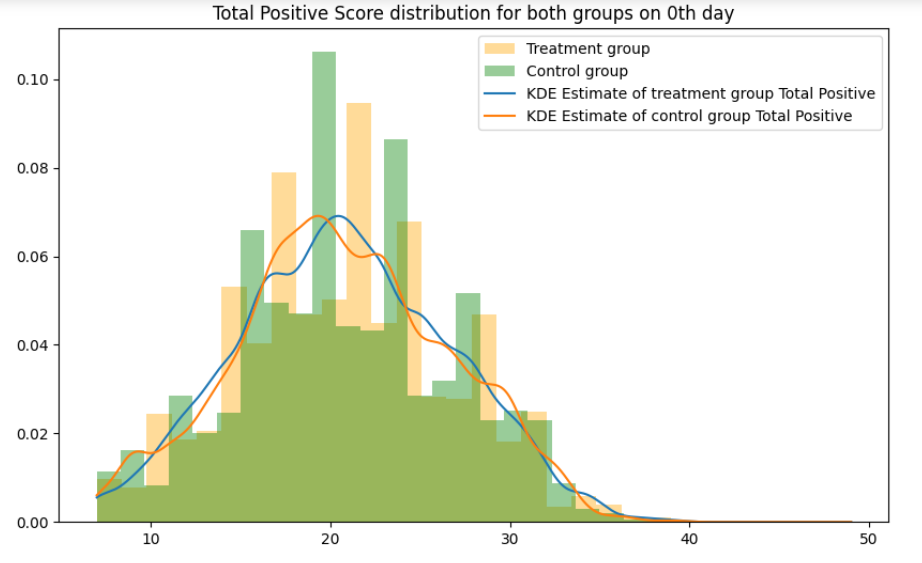 Total Positive Score distribution for both groups on 0th day
Treatment group
Control group
KDE Estimate of treatment group Total Positive
KDE Estimate of control group Total Positive
0.10
0.08
0.06
0.04
0.02
0.00
10 20 30 40 50